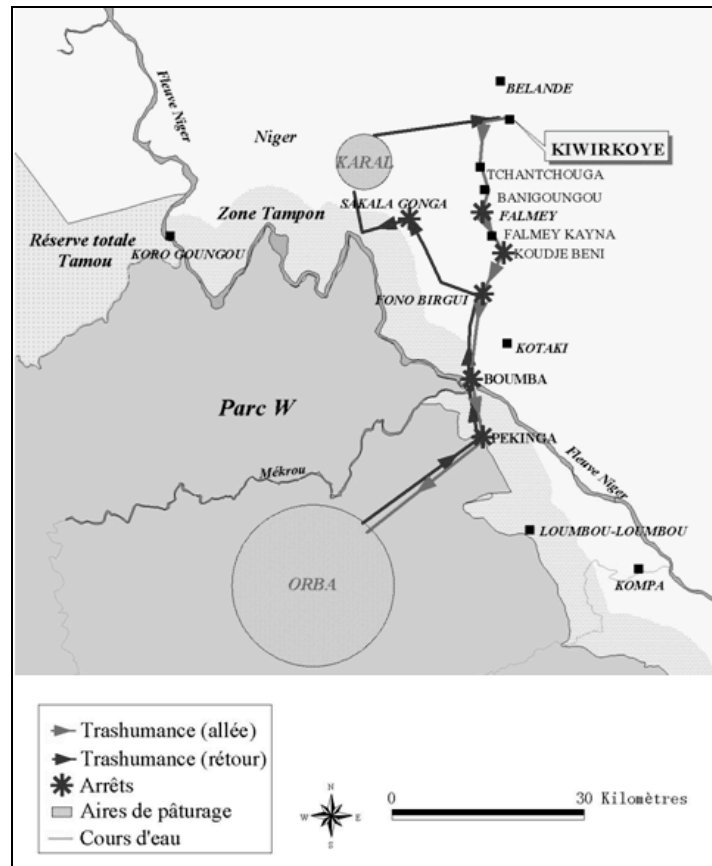 BELANDE
Fleuve Niger
Niger
KIWIRKOYE
KARAL
TCHANTCHOUGA
BANIGOUNGOU
SAKALA GONGA
Zone Tampon
FALMEY
Réserve totale
Tamou
KORO GOUNGOU
FALMEY KAYNA
KOUDJE BENI
FONO BIRGUI
KOTAKI
BOUMBA
Parc W
PEKINGA
Fleuve Niger
Mékrou
LOUMBOU-LOUMBOU
ORBA
KOMPA
Trashumance (allée)
Trashumance (rétour)
Arrêts
Aires de pâturage
Cours d'eau
N
W E
S
0 30 Kilomètres